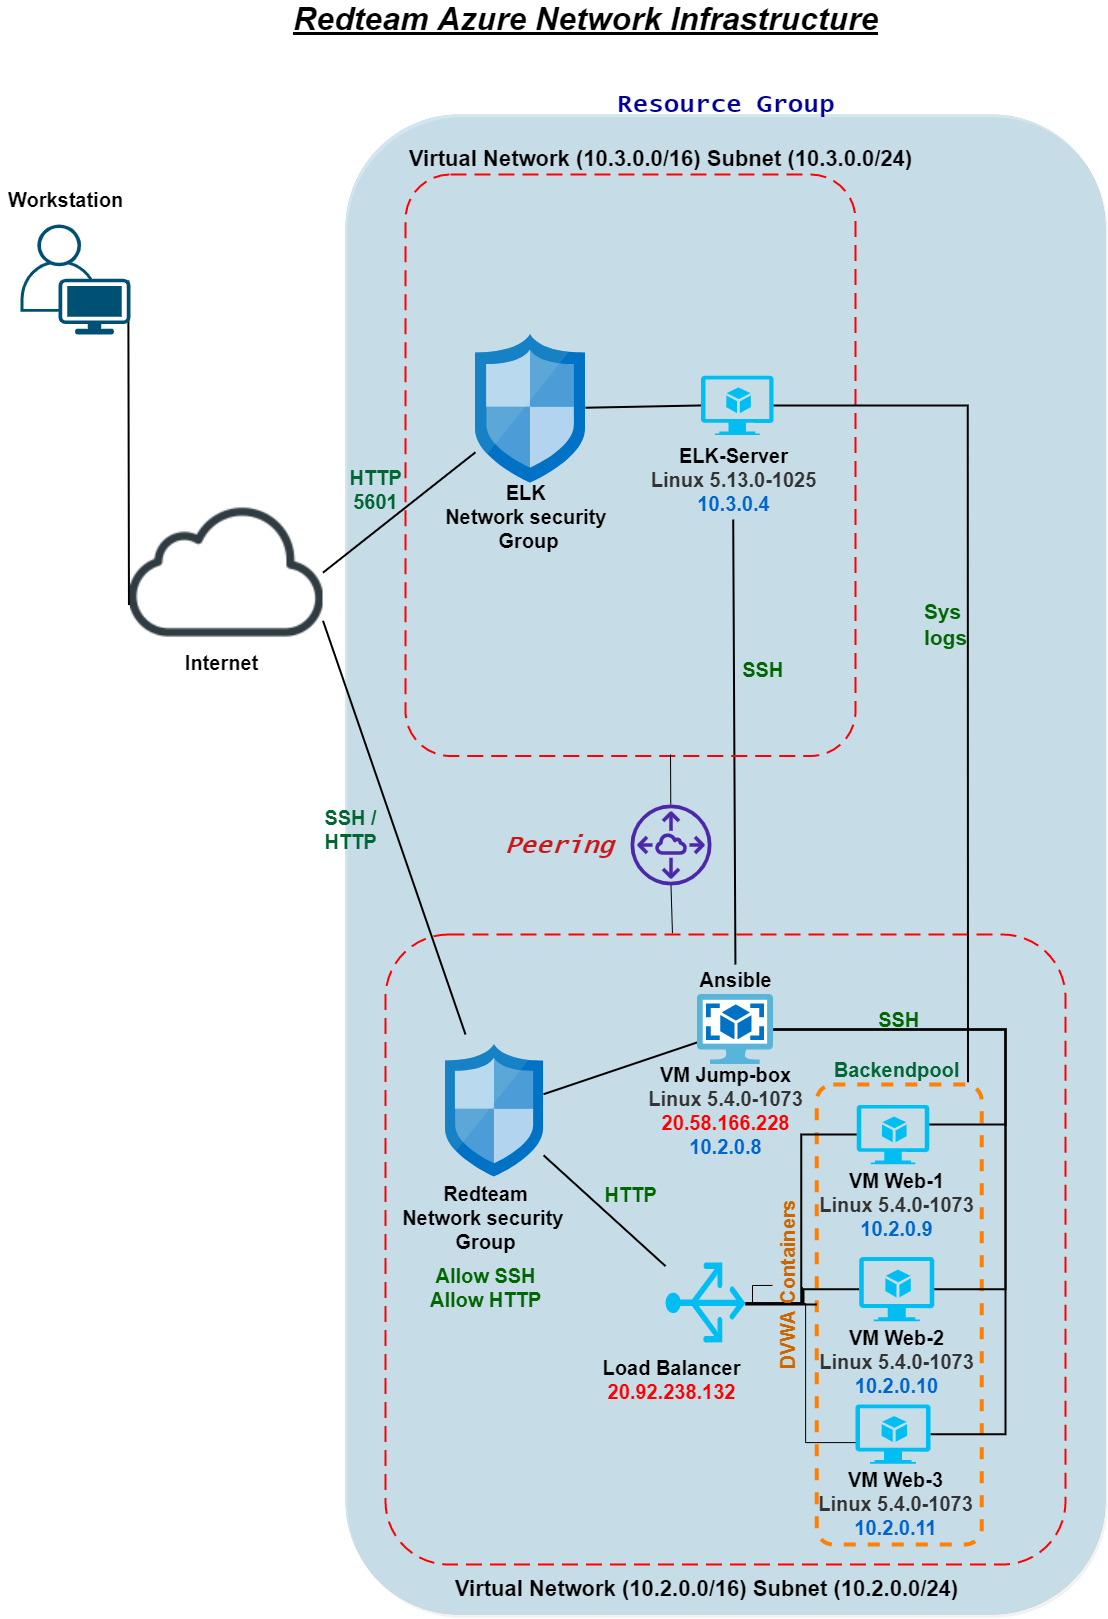 Redteam Azure Network Infrastructure
Resource Group
Virtual Network (10.3.0.0/16) Subnet (10.3.0.0/24)
Workstation
ELK-Server
Linux 5.13.0-1025
10.3.0.4
HTTP
5601
ELK
Network security
Group
Internet
Sys
logs
SSH
SSH /
HTTP
Peering
Ansible
SSH
VM Jump-box
Linux 5.4.0-1073
20.58.166.228
10.2.0.8
Backendpool
VM Web-1
Linux 5.4.0-1073
10.2.0.9
Redteam
Network security
Group
Allow SSH
Allow HTTP
HTTP
DVWA Containers
Load Balancer
20.92.238.132
VM Web-2
Linux 5.4.0-1073
10.2.0.10
VM Web-3
Linux 5.4.0-1073
10.2.0.11
Virtual Network (10.2.0.0/16) Subnet (10.2.0.0/24)